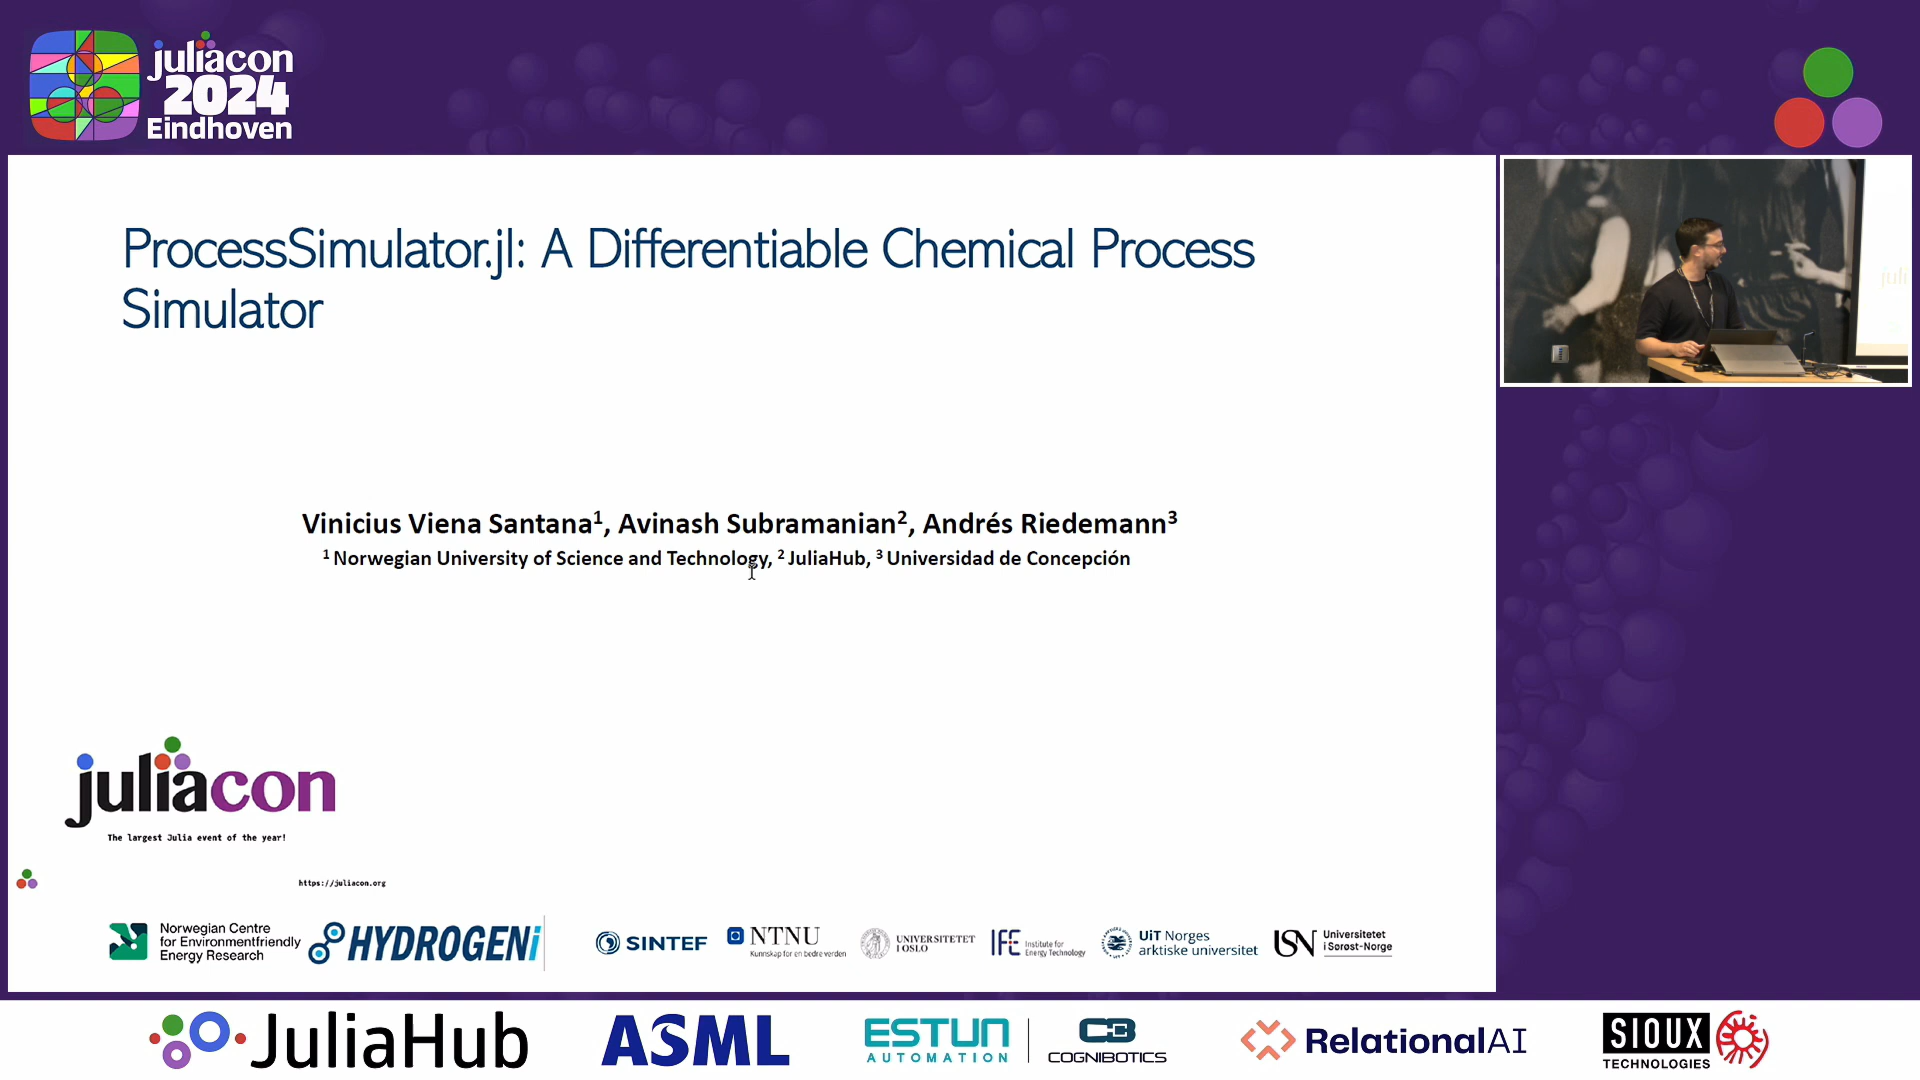 juliacon
2024
Eindhoven
ProcessSimulator.jl: A Differentiable Chemical Process
Simulator
Vinicius Viena Santana¹, Avinash Subramanian², Andrés Riedemann³
¹ Norwegian University of Science and Technology, ² JuliaHub, ³ Universidad de Concepción
juliacon
The largest Julia event of the year!
https://juliacon.org
Norwegian Centre
for Environmentfriendly
Energy Research
HYDROGENi
SINTEF
NTNU
Kunnskap for en bedre verden
UNIVERSITETET
I OSLO
IFE
Institute for
Energy Technology
UiT Norges
arktiske universitet
USN
Universitetet
i Sørøst-Norge
JuliaHub
ASML
ESTUN
AUTOMATION
COGNIBOTICS
RelationalAI
SIOUX
TECHNOLOGIES